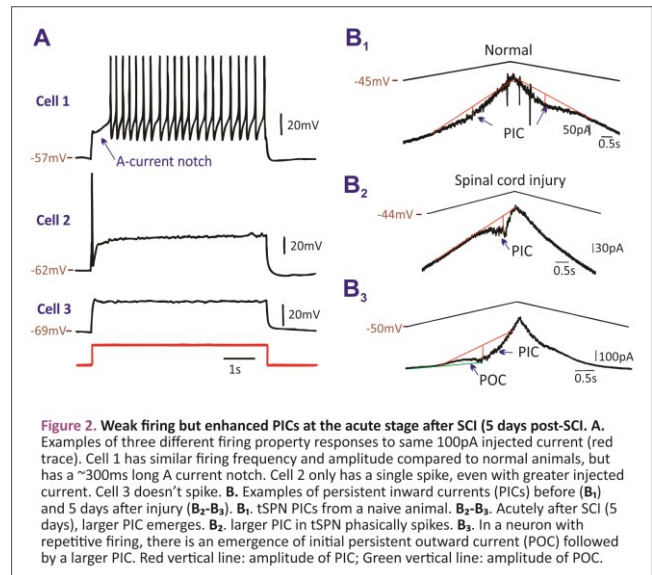 A
Cell 1
20mV
-57mV
A-current notch
Cell 2
20mV
-62mV
Cell 3
20mV
-69mV
1s
B1
Normal
-45mV
PIC
50pA
0.5s
B2
Spinal cord injury
-44mV
PIC
30pA
0.5s
B3
-50mV
PIC
POC
100pA
0.5s
Figure 2. Weak firing but enhanced PICs at the acute stage after SCI (5 days post-SCI. A.
Examples of three different firing property responses to same 100pA injected current (red
trace). Cell 1 has similar firing frequency and amplitude compared to normal animals, but
has a ~300ms long A current notch. Cell 2 only has a single spike, even with greater injected
current. Cell 3 doesn't spike. B. Examples of persistent inward currents (PICs) before (B1)
and 5 days after injury (B2-B3). B1. tSPN PICs from a naive animal. B2-B3. Acutely after SCI (5
days), larger PIC emerges. B2. larger PIC in tSPN phasically spikes. B3. In a neuron with
repetitive firing, there is an emergence of initial persistent outward current (POC) followed
by a larger PIC. Red vertical line: amplitude of PIC; Green vertical line: amplitude of POC.